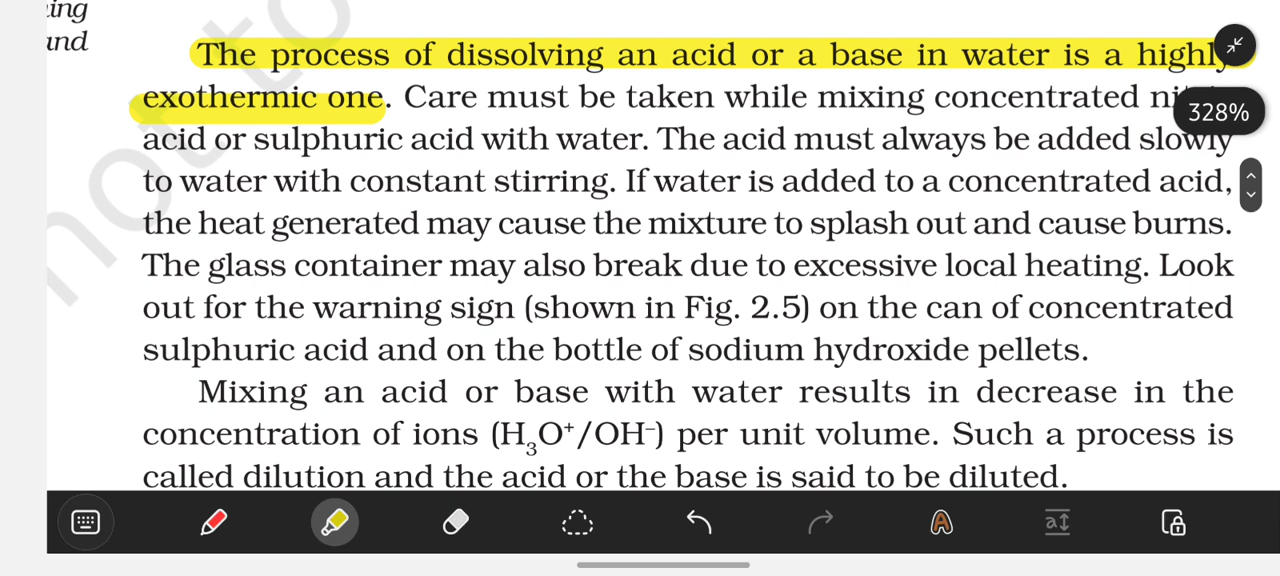 ing
and
The process of dissolving an acid or a base in water is a highly
exothermic one. Care must be taken while mixing concentrated
328%
acid or sulphuric acid with water. The acid must always be added slowly
to water with constant stirring. If water is added to a concentrated acid,
the heat generated may cause the mixture to splash out and cause burns.
The glass container may also break due to excessive local heating. Look
out for the warning sign (shown in Fig. 2.5) on the can of concentrated
sulphuric acid and on the bottle of sodium hydroxide pellets.
Mixing an acid or base with water results in decrease in the
concentration of ions (H₃O⁺/OH⁻) per unit volume. Such a process is
called dilution and the acid or the base is said to be diluted.
not to
A
a